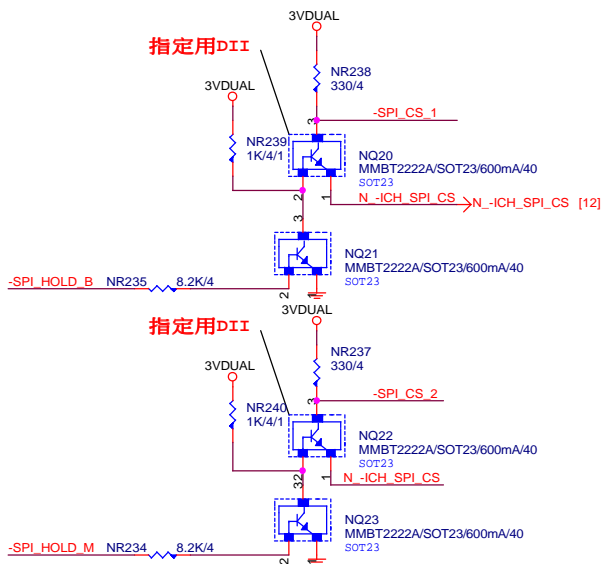 3VDUAL
指定用DII
NR238
330/4
3VDUAL
-SPI_CS_1
3
NR239
1K/4/1
NQ20
MMBT2222A/SOT23/600mA/40
SOT23
2
1
N_-ICH_SPI_CS
N_-ICH_SPI_CS [12]
3
NQ21
MMBT2222A/SOT23/600mA/40
SOT23
-SPI_HOLD_B
NR235
8.2K/4
2
1
3VDUAL
指定用DII
NR237
330/4
3VDUAL
-SPI_CS_2
3
NR240
1K/4/1
NQ22
MMBT2222A/SOT23/600mA/40
SOT23
32
1
N_-ICH_SPI_CS
NQ23
MMBT2222A/SOT23/600mA/40
SOT23
-SPI_HOLD_M
NR234
8.2K/4
2
1